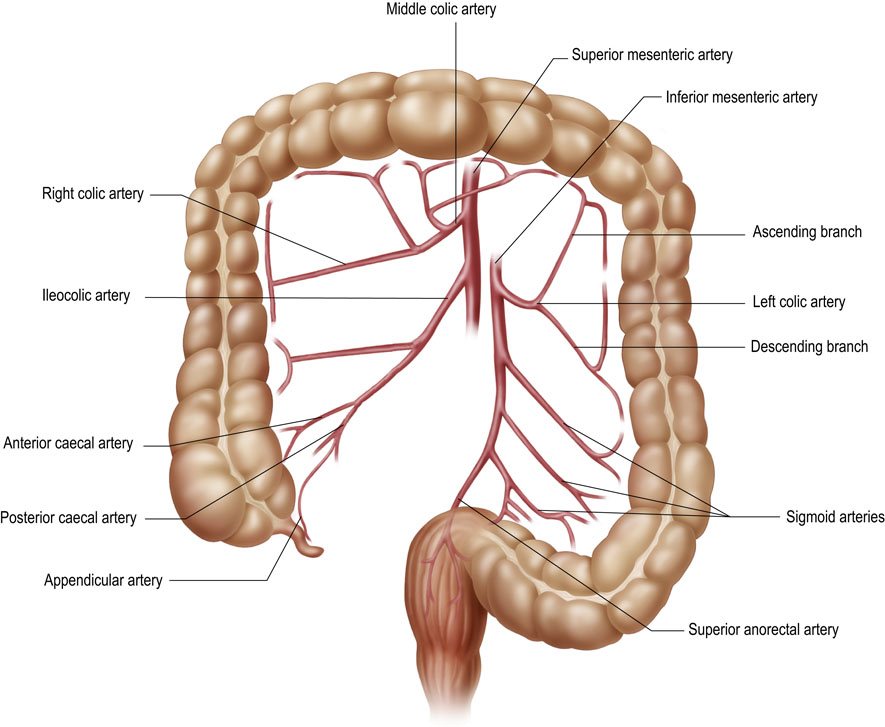 Middle colic artery
Superior mesenteric artery
Inferior mesenteric artery
Right colic artery
Ascending branch
Ileocolic artery
Left colic artery
Descending branch
Anterior caecal artery
Posterior caecal artery
Sigmoid arteries
Appendicular artery
Superior anorectal artery